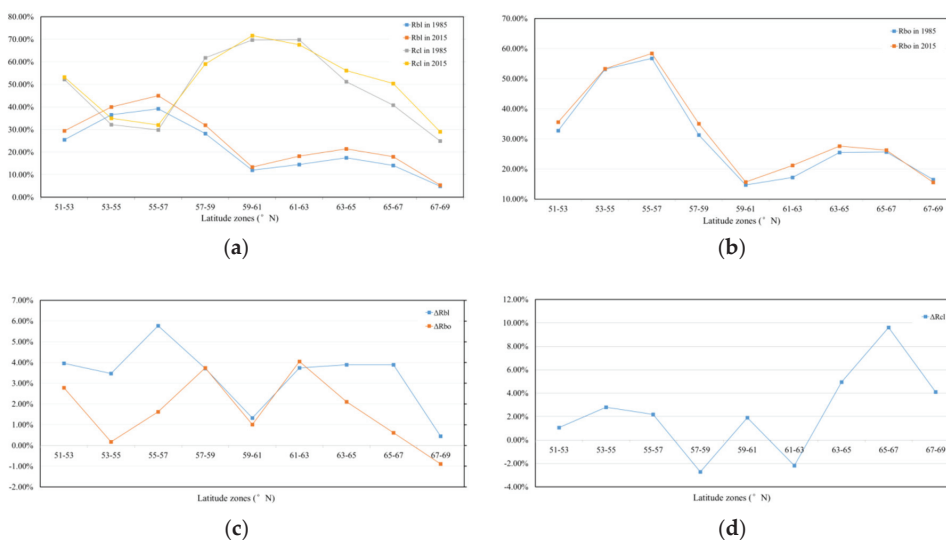 80.00%
70.00%
60.00%
50.00%
40.00%
30.00%
20.00%
10.00%
0.00%
Rbl in 1985
Rbl in 2015
Rcl in 1985
Rcl in 2015
51-53 53-55 55-57 57-59 59-61 61-63 63-65 65-67 67-69
Latitude zones (° N)
(a)
70.00%
60.00%
50.00%
40.00%
30.00%
20.00%
10.00%
Rbo in 1985
Rbo in 2015
51-53 53-55 55-57 57-59 59-61 61-63 63-65 65-67 67-69
Latitude zones (° N)
(b)
7.00%
6.00%
5.00%
4.00%
3.00%
2.00%
1.00%
0.00%
-1.00%
-2.00%
ΔRbl
ΔRbo
51-53 53-55 55-57 57-59 59-61 61-63 63-65 65-67 67-69
Latitude zones (° N)
(c)
12.00%
10.00%
8.00%
6.00%
4.00%
2.00%
0.00%
-2.00%
-4.00%
ΔRcl
51-53 53-55 55-57 57-59 59-61 61-63 63-65 65-67 67-69
Latitude zones (° N)
(d)